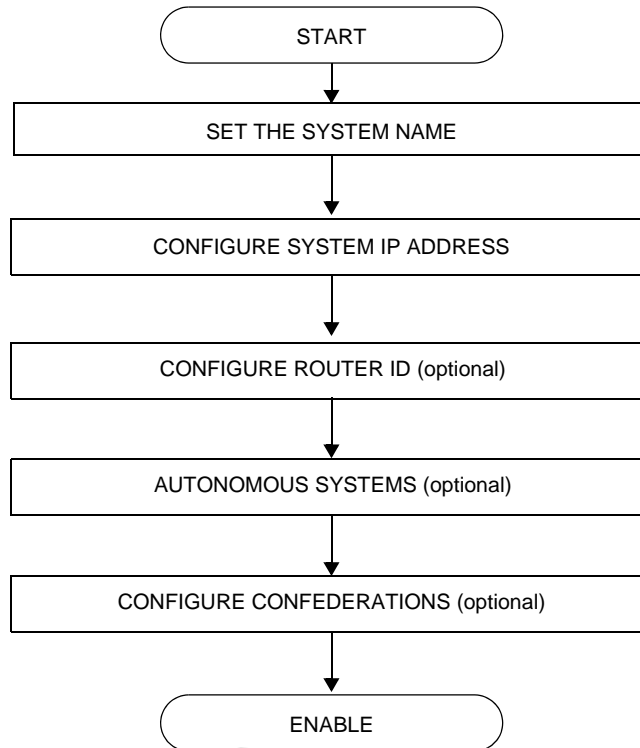 START
SET THE SYSTEM NAME
CONFIGURE SYSTEM IP ADDRESS
CONFIGURE ROUTER ID (optional)
AUTONOMOUS SYSTEMS (optional)
CONFIGURE CONFEDERATIONS (optional)
ENABLE